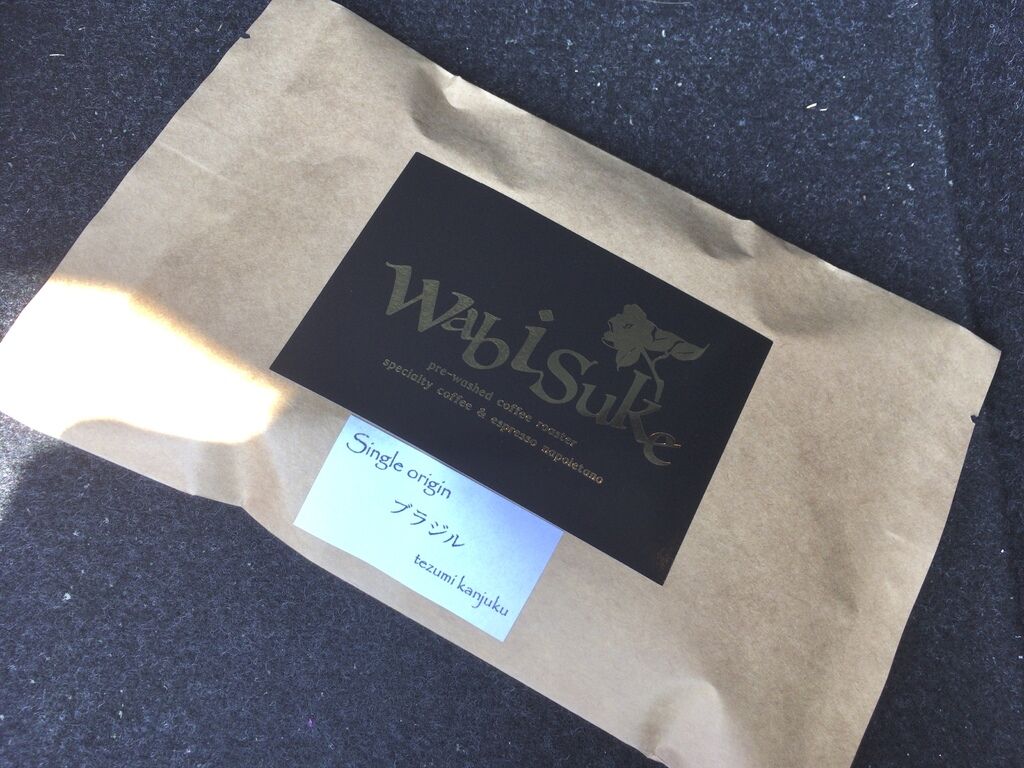 WabiSuke
pre-washed coffee roaster
specialty coffee & espresso napoletano
Single origin
ブラジル
tezumi kanjuku